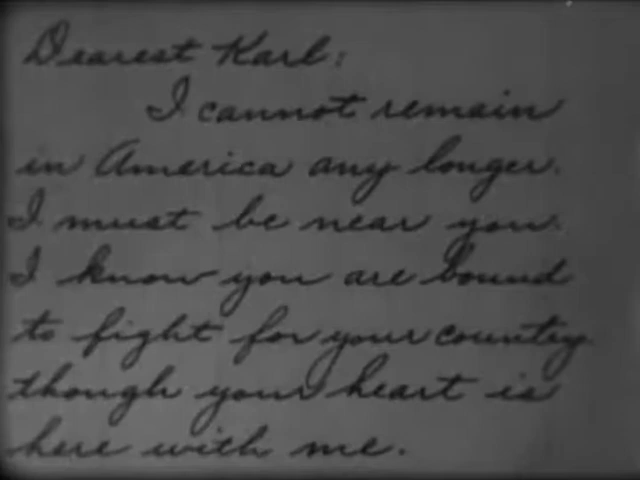 Dearest Karl:
I cannot remain
in America any longer.
I must be near you.
I know you are bound
to fight for your country
though your heart is
here with me.